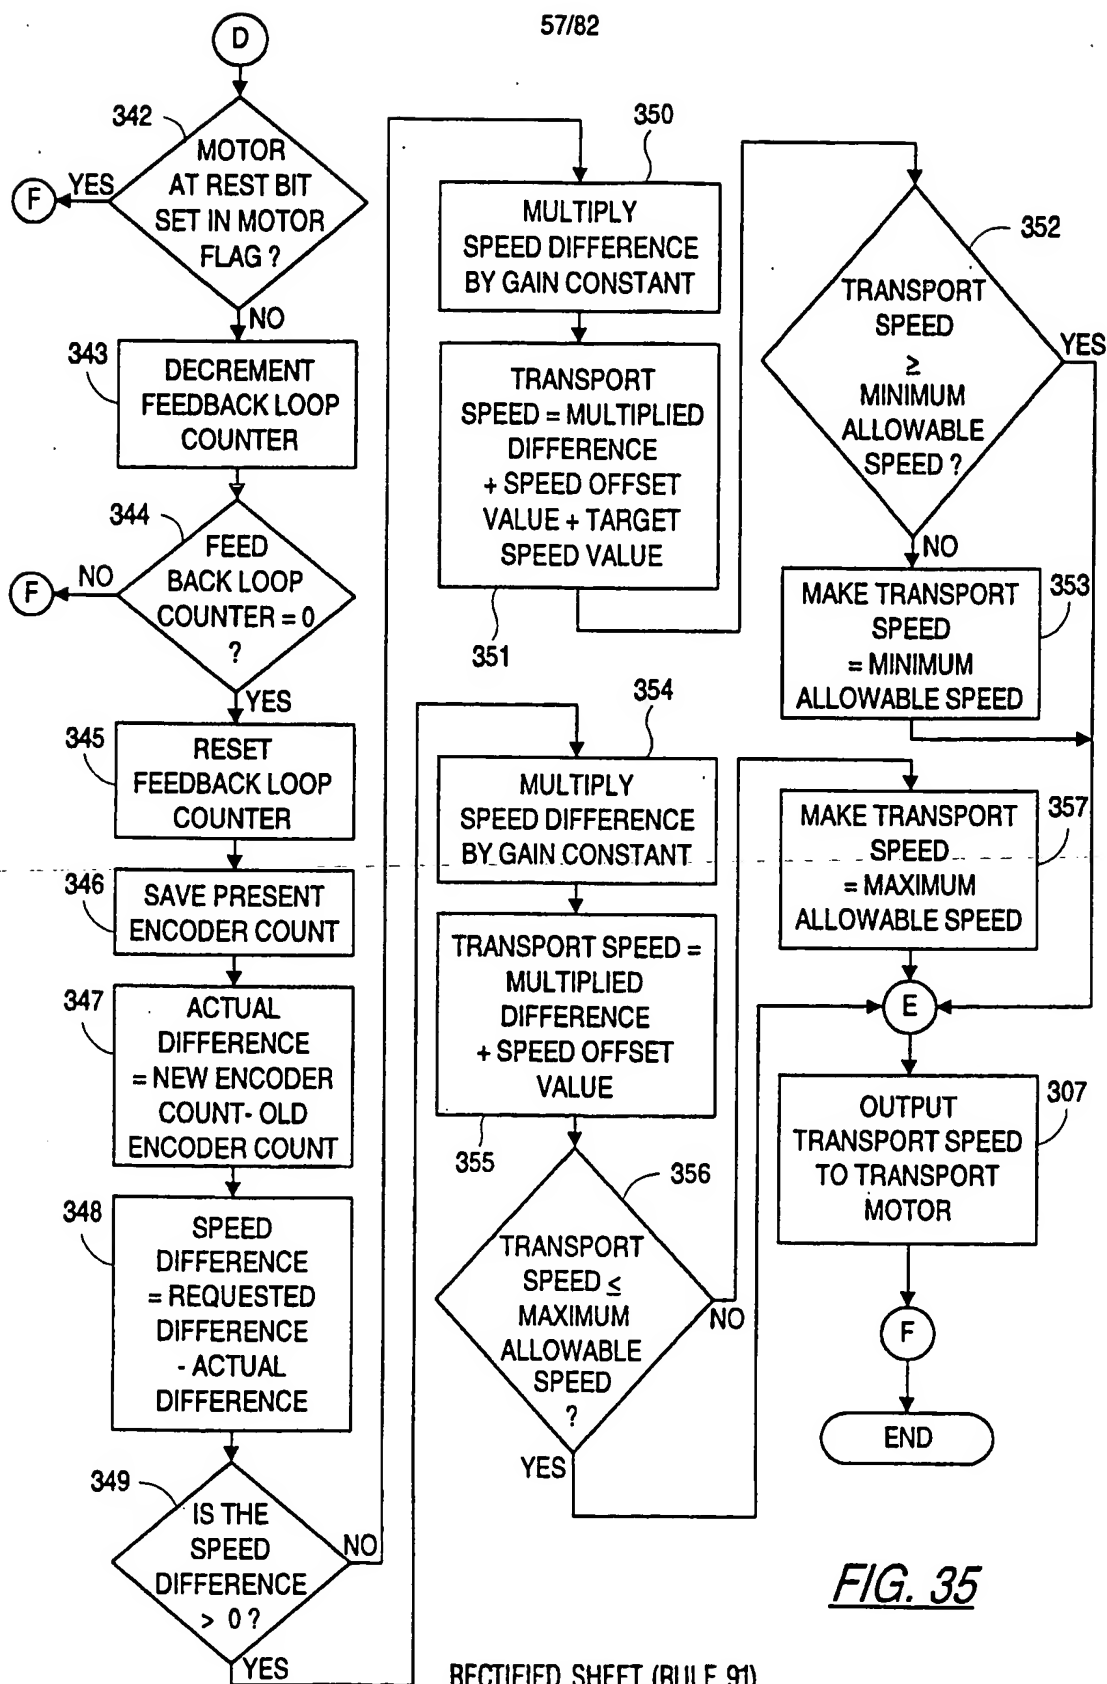 57/82
D
342
MOTOR
AT REST BIT
SET IN MOTOR
FLAG ?
YES
F
NO
343
DECREMENT
FEEDBACK LOOP
COUNTER
344
FEED
BACK LOOP
COUNTER = 0
?
NO
F
YES
345
RESET
FEEDBACK LOOP
COUNTER
346
SAVE PRESENT
ENCODER COUNT
347
ACTUAL
DIFFERENCE
= NEW ENCODER
COUNT- OLD
ENCODER COUNT
348
SPEED
DIFFERENCE
= REQUESTED
DIFFERENCE
- ACTUAL
DIFFERENCE
349
IS THE
SPEED
DIFFERENCE
> 0 ?
NO
YES
350
MULTIPLY
SPEED DIFFERENCE
BY GAIN CONSTANT
TRANSPORT
SPEED = MULTIPLIED
DIFFERENCE
+ SPEED OFFSET
VALUE + TARGET
SPEED VALUE
351
352
TRANSPORT
SPEED
≥
MINIMUM
ALLOWABLE
SPEED ?
YES
NO
353
MAKE TRANSPORT
SPEED
= MINIMUM
ALLOWABLE SPEED
354
MULTIPLY
SPEED DIFFERENCE
BY GAIN CONSTANT
TRANSPORT SPEED =
MULTIPLIED
DIFFERENCE
+ SPEED OFFSET
VALUE
355
356
TRANSPORT
SPEED ≤
MAXIMUM
ALLOWABLE
SPEED
?
NO
YES
357
MAKE TRANSPORT
SPEED
= MAXIMUM
ALLOWABLE SPEED
E
307
OUTPUT
TRANSPORT SPEED
TO TRANSPORT
MOTOR
F
END
FIG. 35
RECTIFIED SHEET (RULE 91)